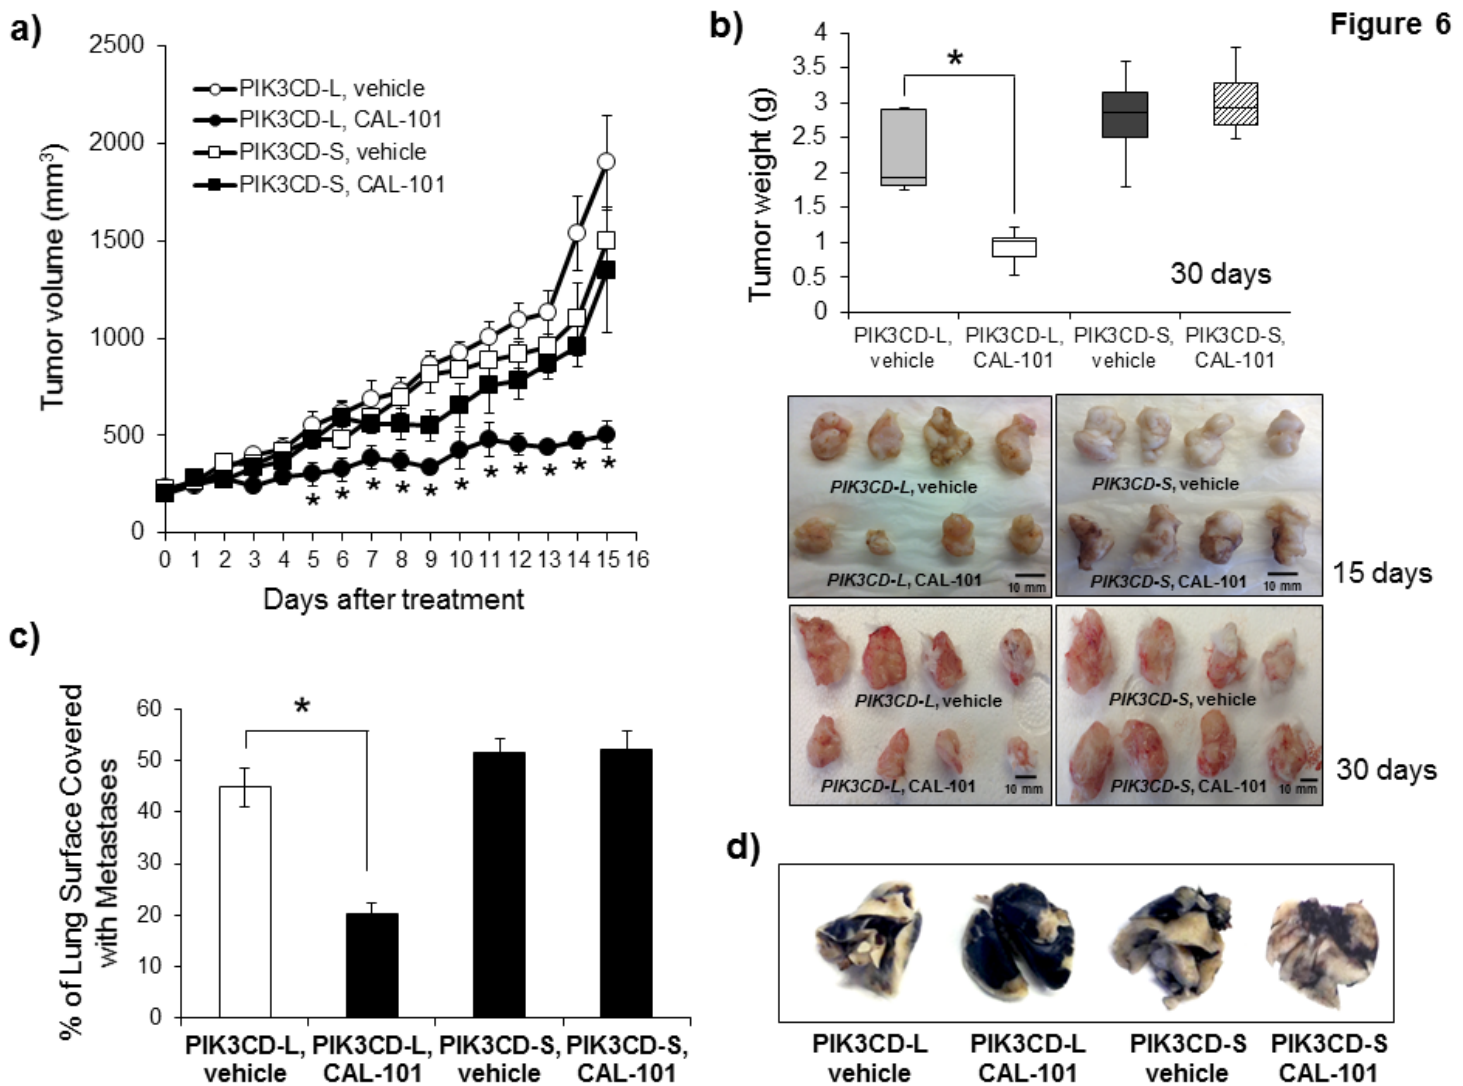 Figure 6
a)
2500
2000
1500
1000
500
0
Tumor volume (mm³)
PIK3CD-L, vehicle
PIK3CD-L, CAL-101
PIK3CD-S, vehicle
PIK3CD-S, CAL-101
* * * * * * * * * * *
0 1 2 3 4 5 6 7 8 9 10 11 12 13 14 15 16
Days after treatment
b)
4
3.5
3
2.5
2
1.5
1
0.5
0
Tumor weight (g)
*
30 days
PIK3CD-L, vehicle
PIK3CD-L, CAL-101
PIK3CD-S, vehicle
PIK3CD-S, CAL-101
PIK3CD-L, vehicle
PIK3CD-L, CAL-101
10 mm
PIK3CD-S, vehicle
PIK3CD-S, CAL-101
10 mm
15 days
PIK3CD-L, vehicle
PIK3CD-L, CAL-101
10 mm
PIK3CD-S, vehicle
PIK3CD-S, CAL-101
10 mm
30 days
c)
60
50
40
30
20
10
0
% of Lung Surface Covered
with Metastases
*
PIK3CD-L, PIK3CD-L, PIK3CD-S, PIK3CD-S,
vehicle CAL-101 vehicle CAL-101
d)
PIK3CD-L PIK3CD-L PIK3CD-S PIK3CD-S
vehicle CAL-101 vehicle CAL-101